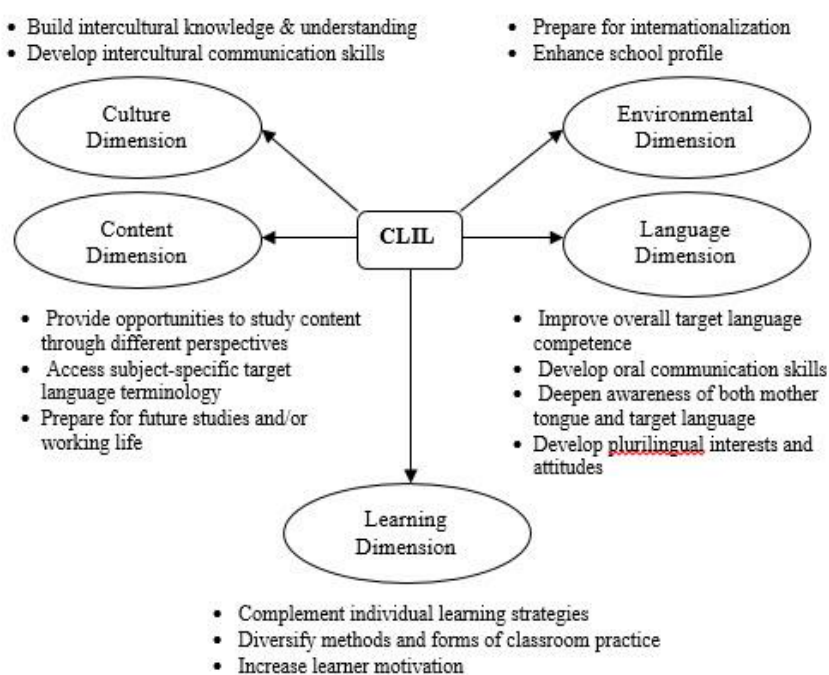 • Build intercultural knowledge & understanding
• Develop intercultural communication skills
• Prepare for internationalization
• Enhance school profile
Culture
Dimension
Environmental
Dimension
Content
Dimension
CLIL
Language
Dimension
• Provide opportunities to study content
through different perspectives
• Access subject-specific target
language terminology
• Prepare for future studies and/or
working life
• Improve overall target language
competence
• Develop oral communication skills
• Deepen awareness of both mother
tongue and target language
• Develop plurilingual interests and
attitudes
Learning
Dimension
• Complement individual learning strategies
• Diversify methods and forms of classroom practice
• Increase learner motivation